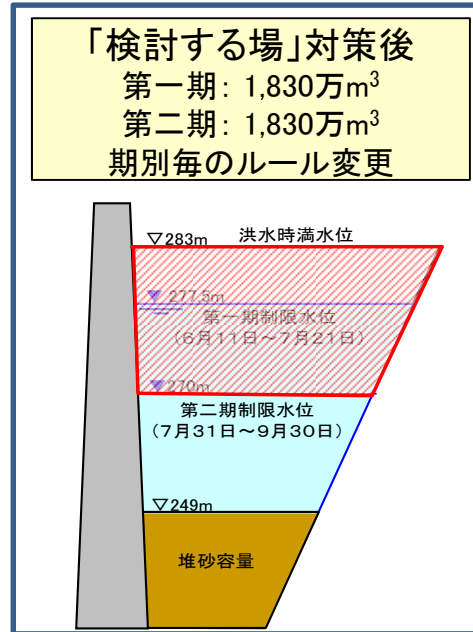 「検討する場」対策後
第一期：1,830万m³
第二期：1,830万m³
期別毎のルール変更
▽283m 洪水時満水位
▼ 277.5m
第一期制限水位
(6月11日～7月21日)
▼270m
第二期制限水位
(7月31日～9月30日)
▽249m
堆砂容量